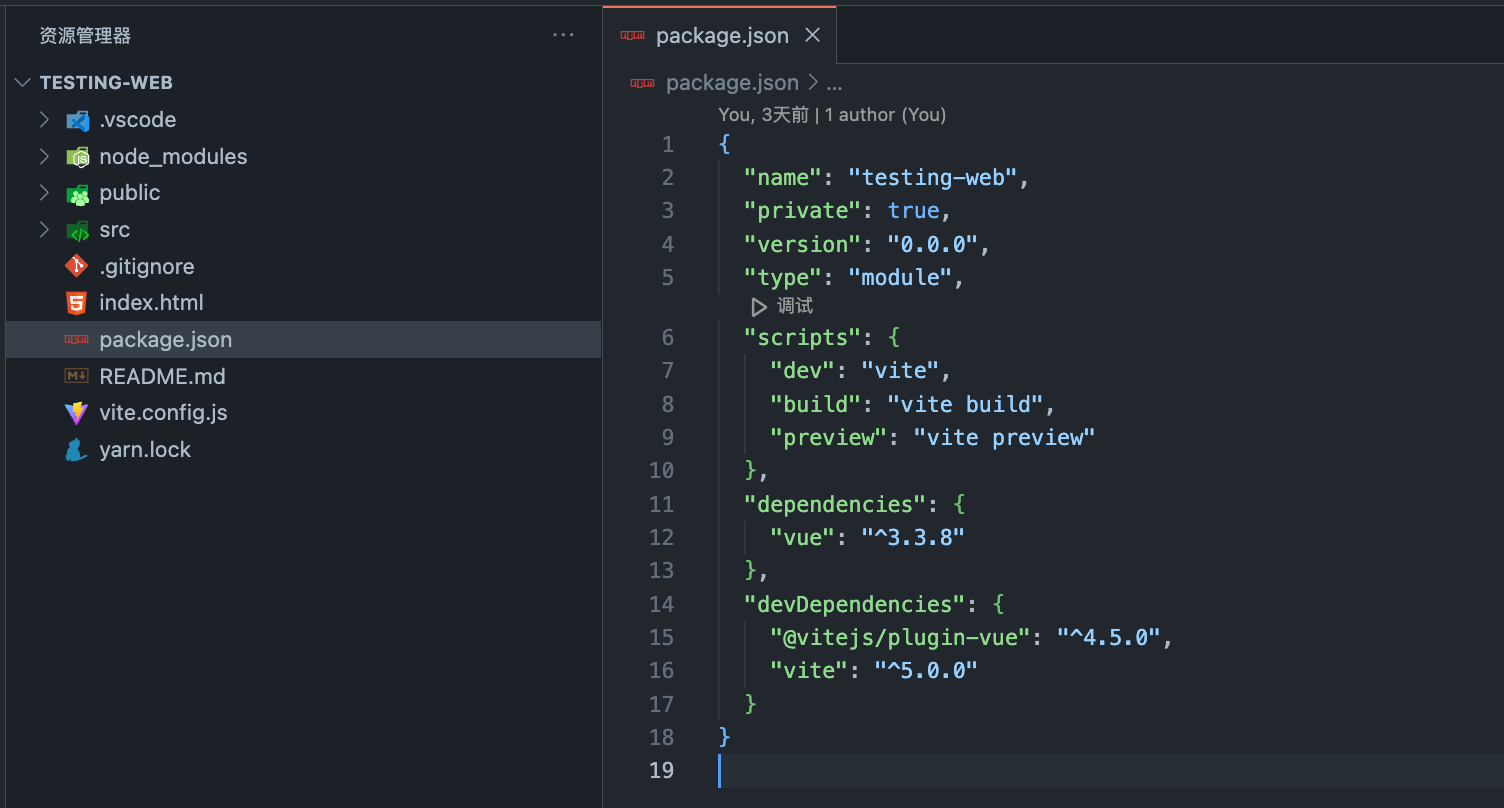 资源管理器
TESTING-WEB
.vscode
node_modules
public
src
.gitignore
index.html
package.json
README.md
vite.config.js
yarn.lock
package.json
package.json > ...
You, 3天前 | 1 author (You)
1 {
2 "name": "testing-web",
3 "private": true,
4 "version": "0.0.0",
5 "type": "module",
调试
6 "scripts": {
7 "dev": "vite",
8 "build": "vite build",
9 "preview": "vite preview"
10 },
11 "dependencies": {
12 "vue": "^3.3.8"
13 },
14 "devDependencies": {
15 "@vitejs/plugin-vue": "^4.5.0",
16 "vite": "^5.0.0"
17 }
18 }
19